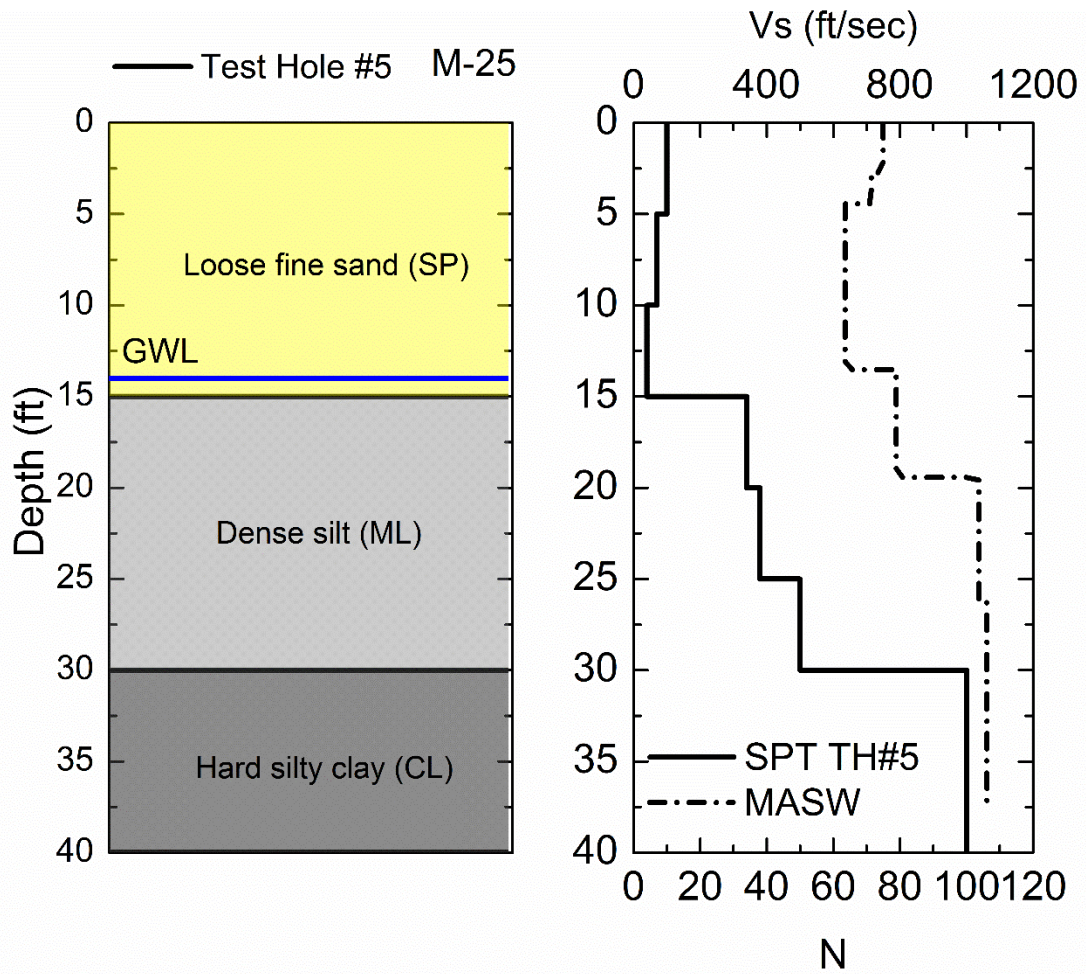 Test Hole #5 M-25
Depth (ft)
0
5
10
15
20
25
30
35
40
Loose fine sand (SP)
GWL
Dense silt (ML)
Hard silty clay (CL)
Vs (ft/sec)
0 400 800 1200
0
5
10
15
20
25
30
35
40
SPT TH#5
MASW
0 20 40 60 80 100 120
N